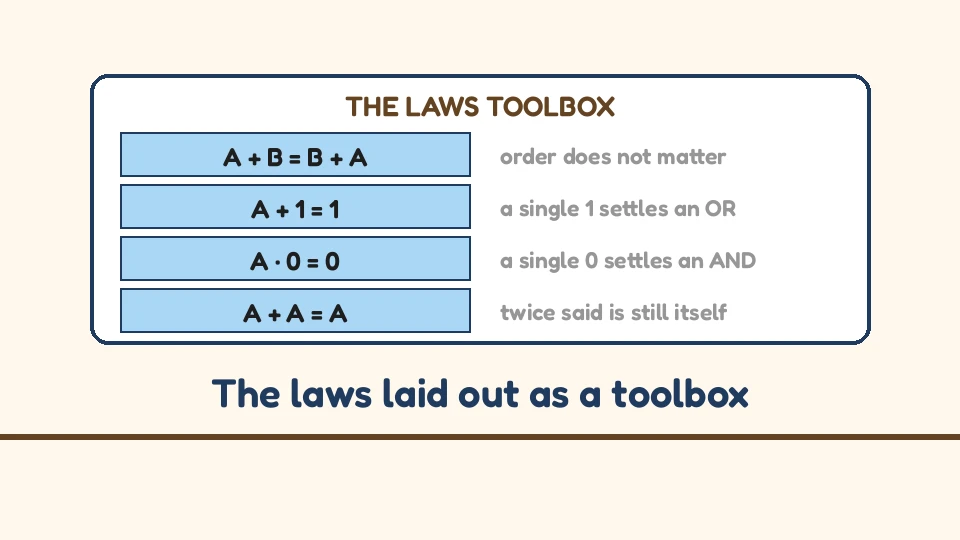 THE LAWS TOOLBOX
A + B = B + A order does not matter
A + 1 = 1 a single 1 settles an OR
A · 0 = 0 a single 0 settles an AND
A + A = A twice said is still itself
The laws laid out as a toolbox